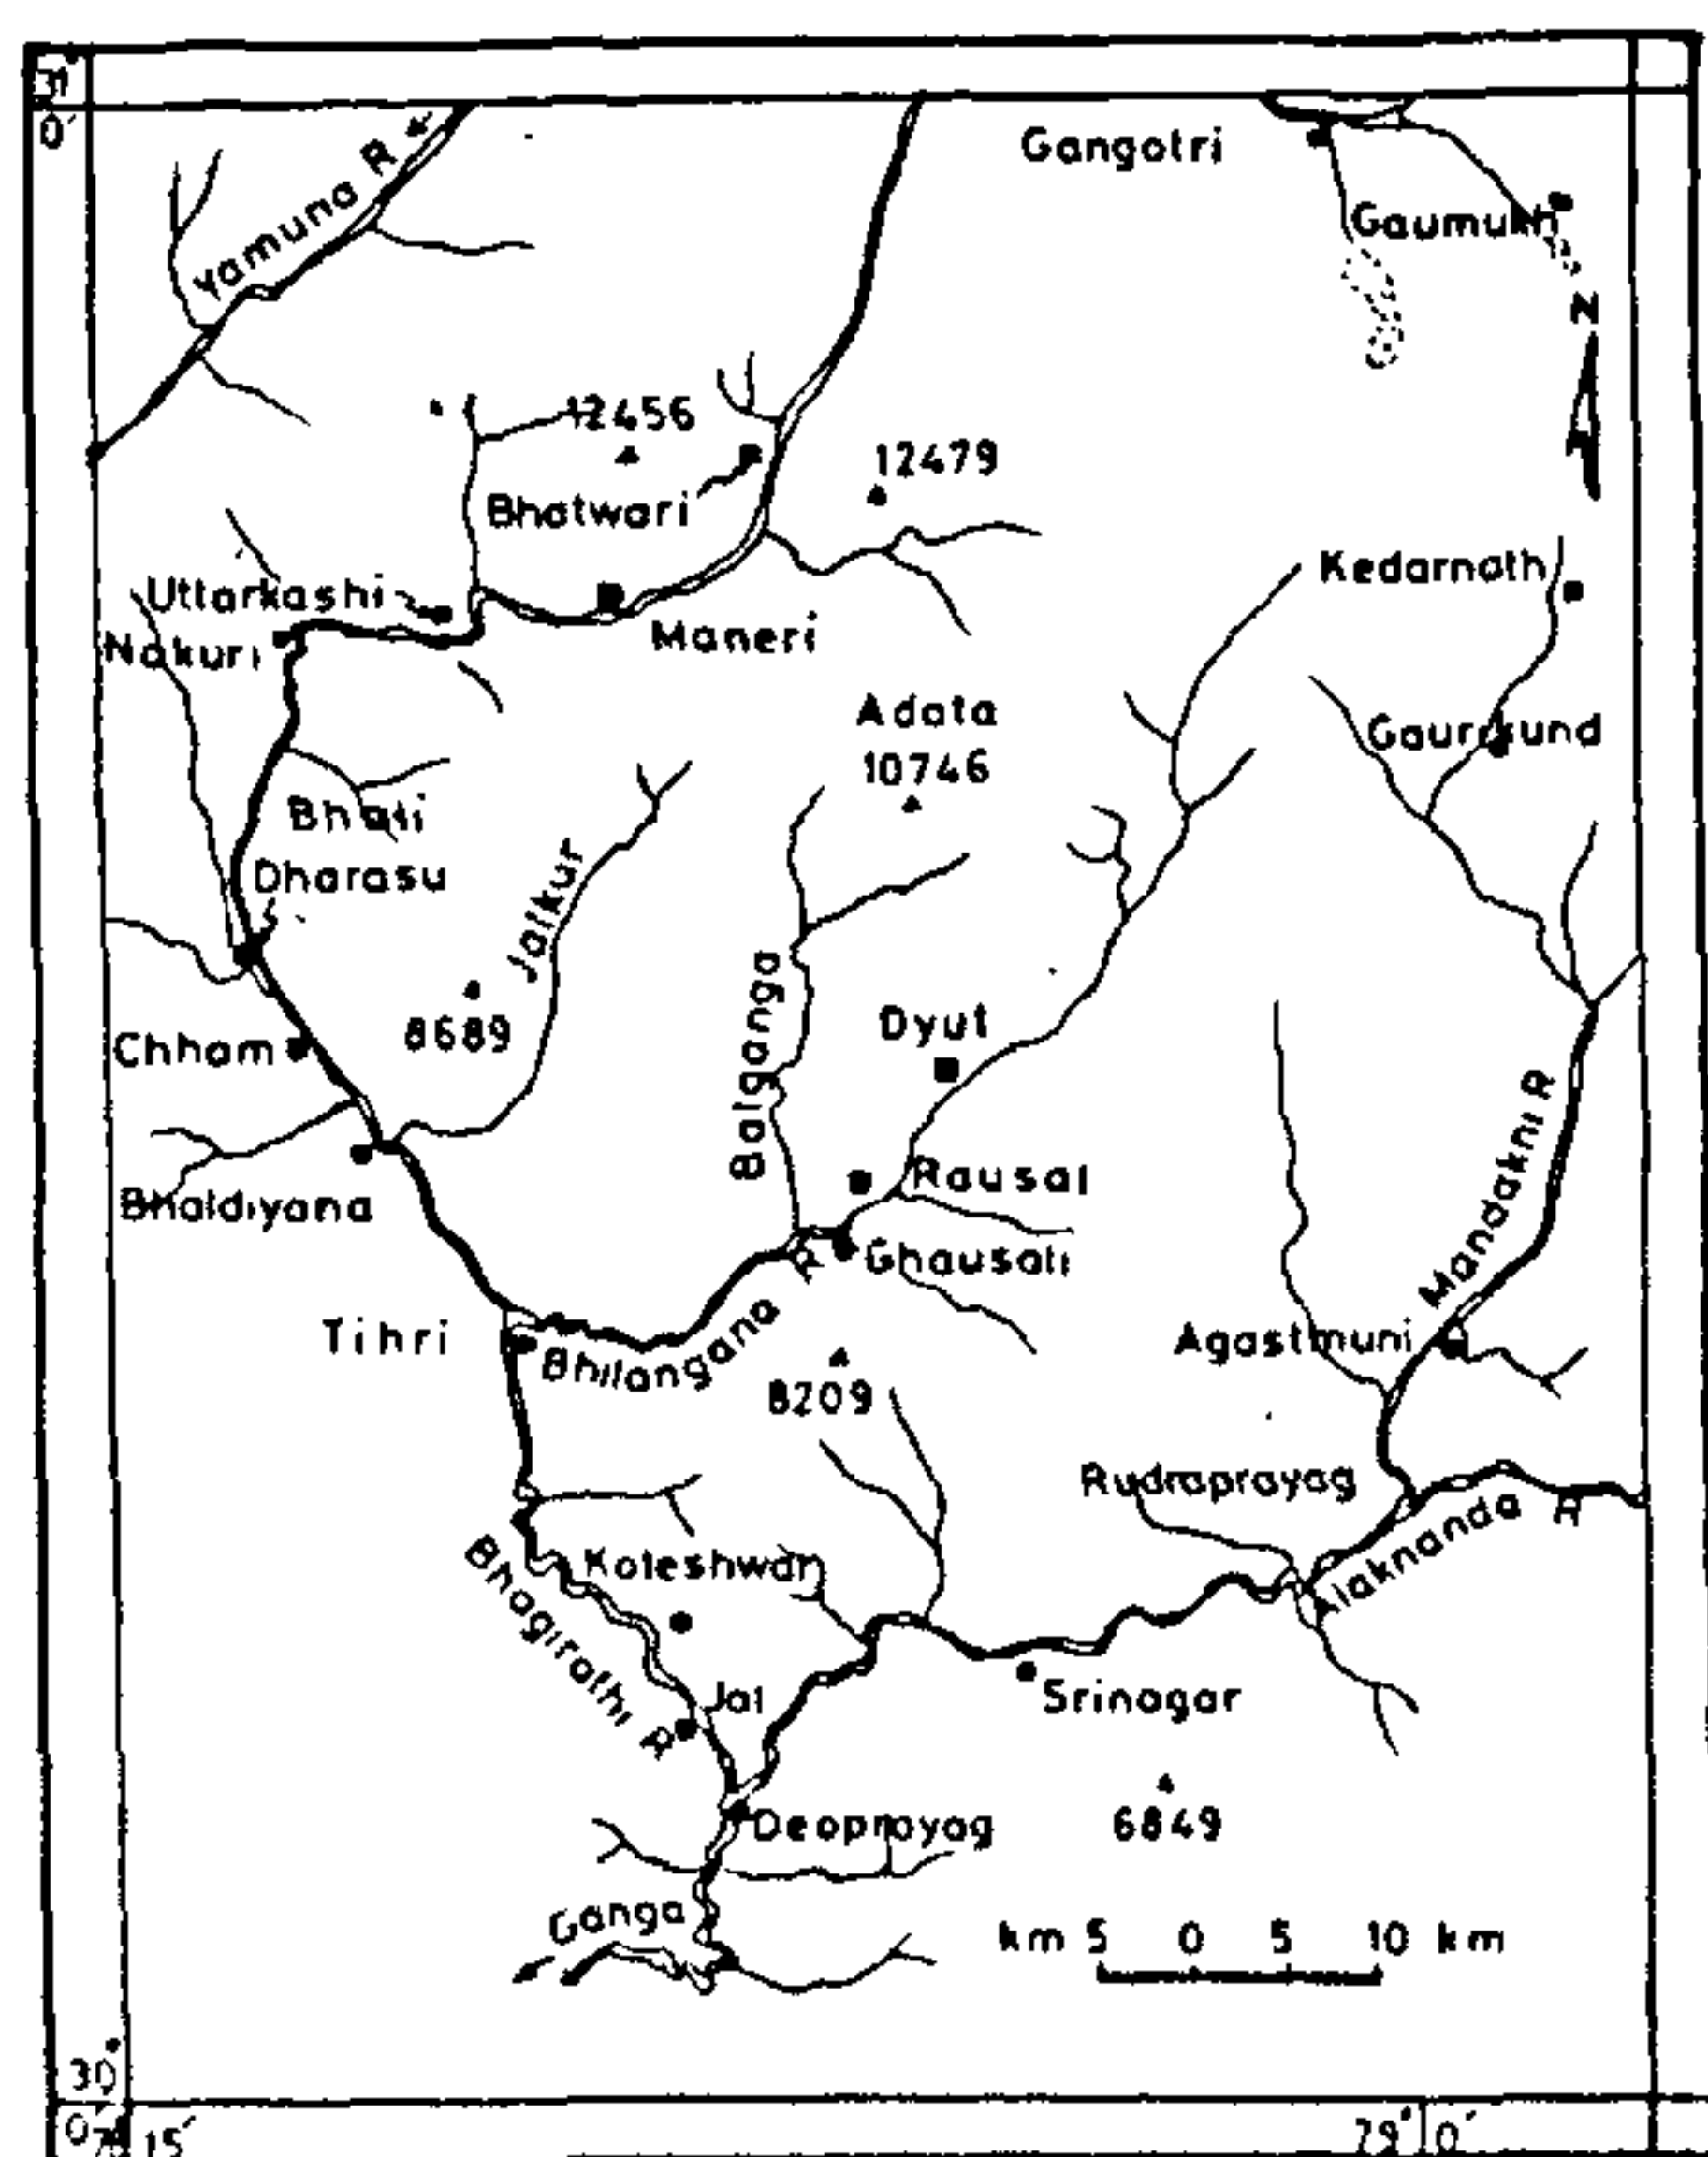 31°
0'
Yamuna R
Gangotri
Gaumukh
N
12456
12479
Bhatwari
Kedarnath
Uttarkashi
Nakuri
Maneri
Adata
10746
Gaurikund
Bhati
Dharasu
Jalkur
Balganga
8689
Dyut
Chham
Mandakni R
Rausal
Bhaldiyana
Ghausali
Tihri
Bhilangana R
Agastmuni
8209
Rudraprayag
Alaknanda R
Koteshwar
Bhagirathi R
Jai
Srinagar
Deoprayag
6849
Ganga
km 5 0 5 10 km
30°
0'
15'
79° 0'